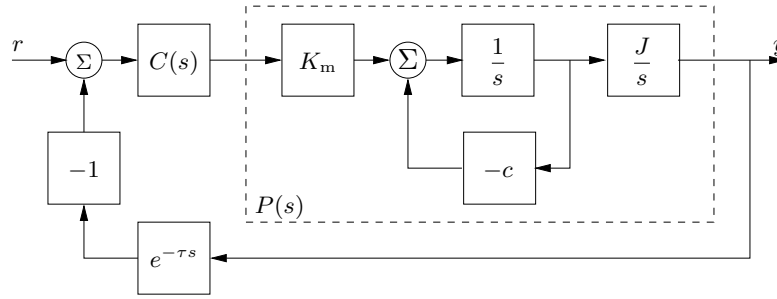 r
Σ
C(s)
K_m
Σ
1/s
J/s
y
-1
-c
P(s)
e^{-τs}